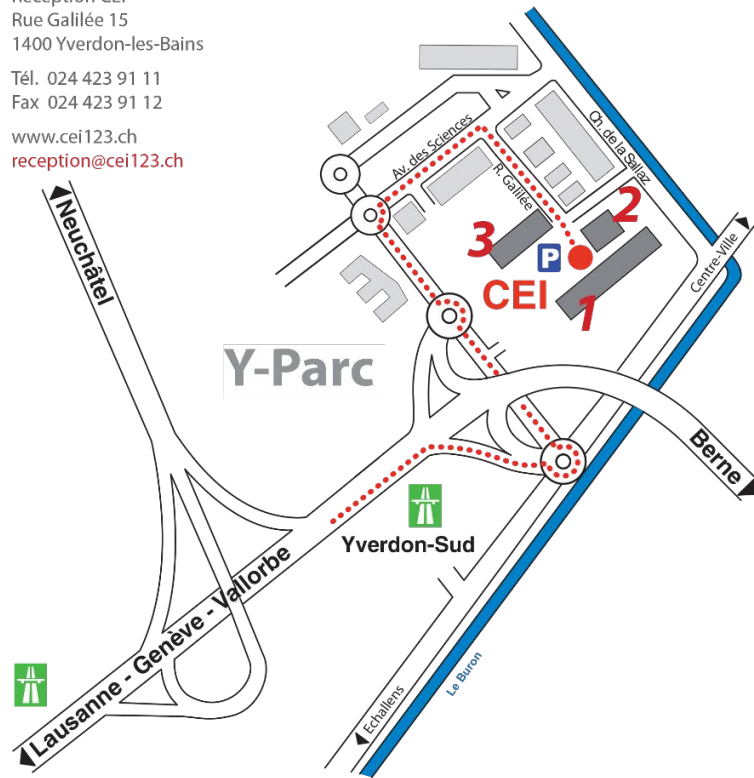 Réception CEI
Rue Galilée 15
1400 Yverdon-les-Bains
Tél. 024 423 91 11
Fax 024 423 91 12
www.cei123.ch
reception@cei123.ch
Neuchâtel
Av. des Sciences
R. Galilée
Ch. de la Sallaz
2
3
P
CEI
1
Centre-Ville
Y-Parc
Berne
Yverdon-Sud
Lausanne - Genève - Vallorbe
Le Buron
Echallens